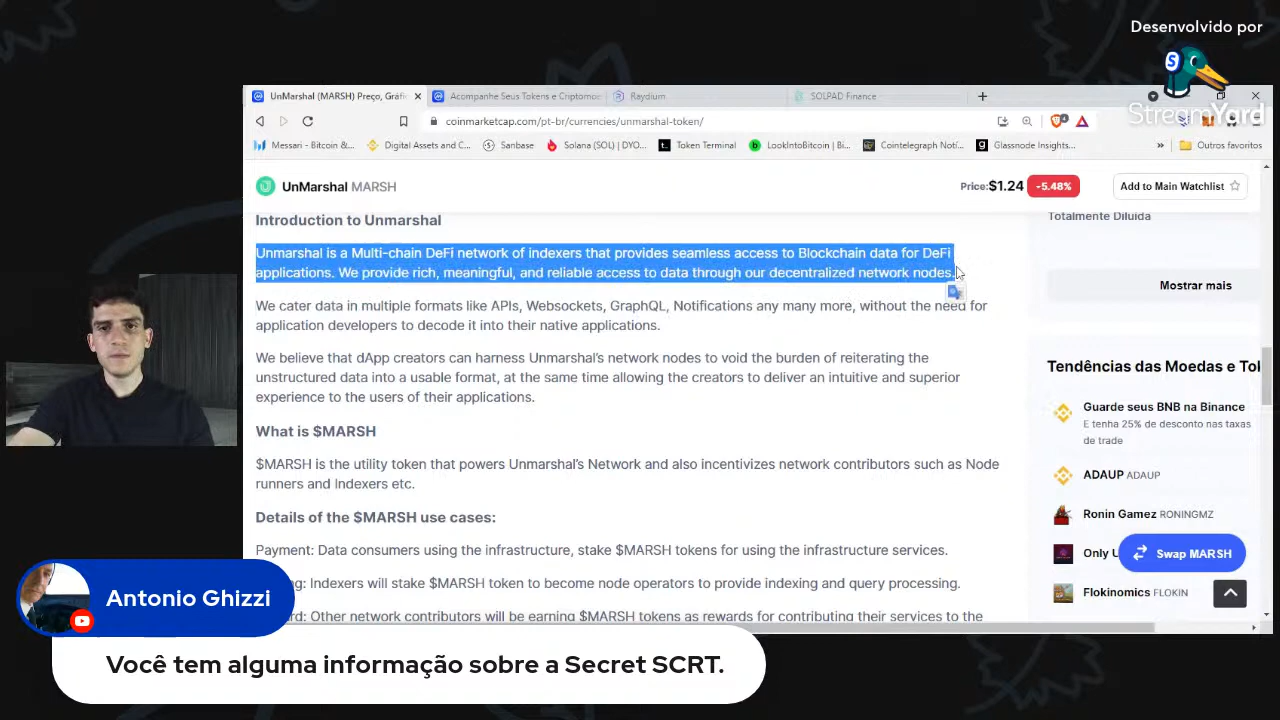 Desenvolvido por
StreamYard
UnMarshal (MARSH) Preço, Gráfi
Acompanhe Seus Tokens e Criptomoe
Raydium
SOLPAD Finance
coinmarketcap.com/pt-br/currencies/unmarshal-token/
Messari - Bitcoin &...
Digital Assets and C...
Sanbase
Solana (SOL) | DYO...
Token Terminal
LookIntoBitcoin | Bi...
Cointelegraph Notí...
Glassnode Insights...
Outros favoritos
UnMarshal MARSH
Price: $1.24 -5.48%
Add to Main Watchlist
Introduction to Unmarshal
Unmarshal is a Multi-chain DeFi network of indexers that provides seamless access to Blockchain data for DeFi
applications. We provide rich, meaningful, and reliable access to data through our decentralized network nodes.
We cater data in multiple formats like APIs, Websockets, GraphQL, Notifications any many more, without the need for
application developers to decode it into their native applications.
We believe that dApp creators can harness Unmarshal's network nodes to void the burden of reiterating the
unstructured data into a usable format, at the same time allowing the creators to deliver an intuitive and superior
experience to the users of their applications.
What is $MARSH
$MARSH is the utility token that powers Unmarshal's Network and also incentivizes network contributors such as Node
runners and Indexers etc.
Details of the $MARSH use cases:
Payment: Data consumers using the infrastructure, stake $MARSH tokens for using the infrastructure services.
Indexers will stake $MARSH token to become node operators to provide indexing and query processing.
Other network contributors will be earning $MARSH tokens as rewards for contributing their services to the
Totalmente Diluída
Mostrar mais
Tendências das Moedas e Tok
Guarde seus BNB na Binance
E tenha 25% de desconto nas taxas
de trade
ADAUP ADAUP
Ronin Gamez RONINGMZ
Only
Swap MARSH
Flokinomics FLOKIN
Antonio Ghizzi
Você tem alguma informação sobre a Secret SCRT.